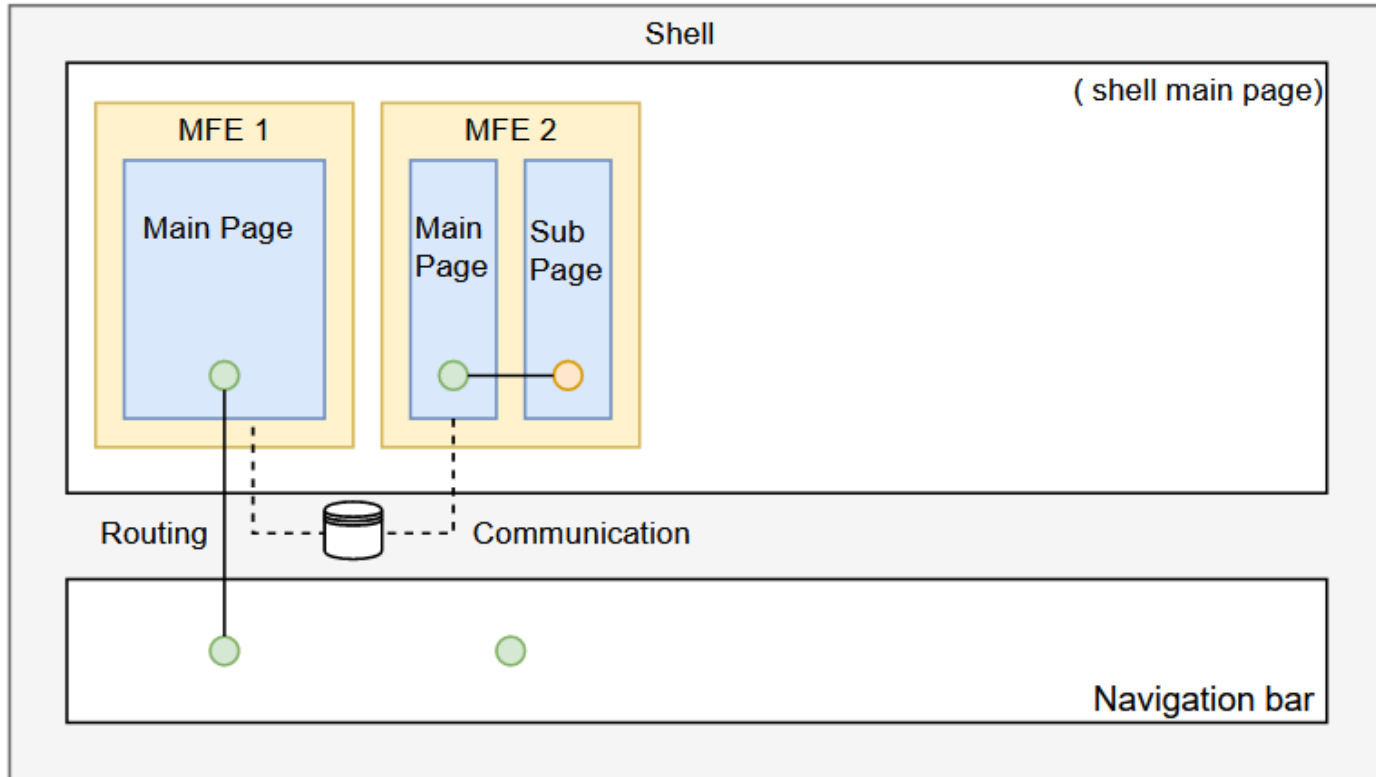 Shell
( shell main page)
MFE 1
MFE 2
Main Page
Main
Page
Sub
Page
Routing
Communication
Navigation bar